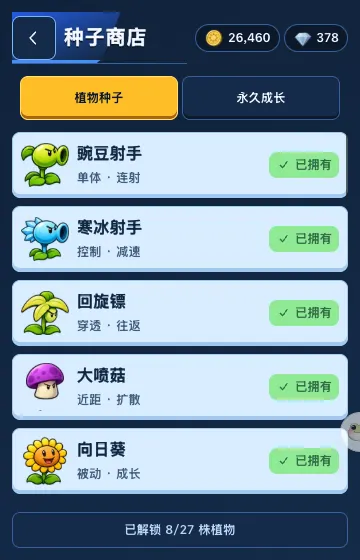 种子商店
26,460
378
植物种子
永久成长
豌豆射手
单体 · 连射
✓ 已拥有
寒冰射手
控制 · 减速
✓ 已拥有
回旋镖
穿透 · 往返
✓ 已拥有
大喷菇
近距 · 扩散
✓ 已拥有
向日葵
被动 · 成长
✓ 已拥有
已解锁 8/27 株植物